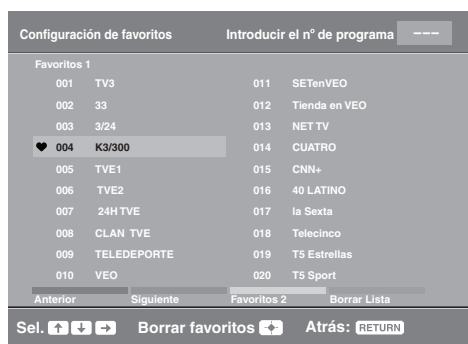 Configuración de favoritos Introducir el nº de programa ---
Favoritos 1
001 TV3
002 33
003 3/24
004 K3/300
005 TVE1
006 TVE2
007 24H TVE
008 CLAN TVE
009 TELEDEPORTE
010 VEO
011 SETenVEO
012 Tienda en VEO
013 NET TV
014 CUATRO
015 CNN+
016 40 LATINO
017 la Sexta
018 Telecinco
019 T5 Estrellas
020 T5 Sport
Anterior Siguiente Favoritos 2 Borrar Lista
Sel. ↑ ↓ → Borrar favoritos Atrás: RETURN